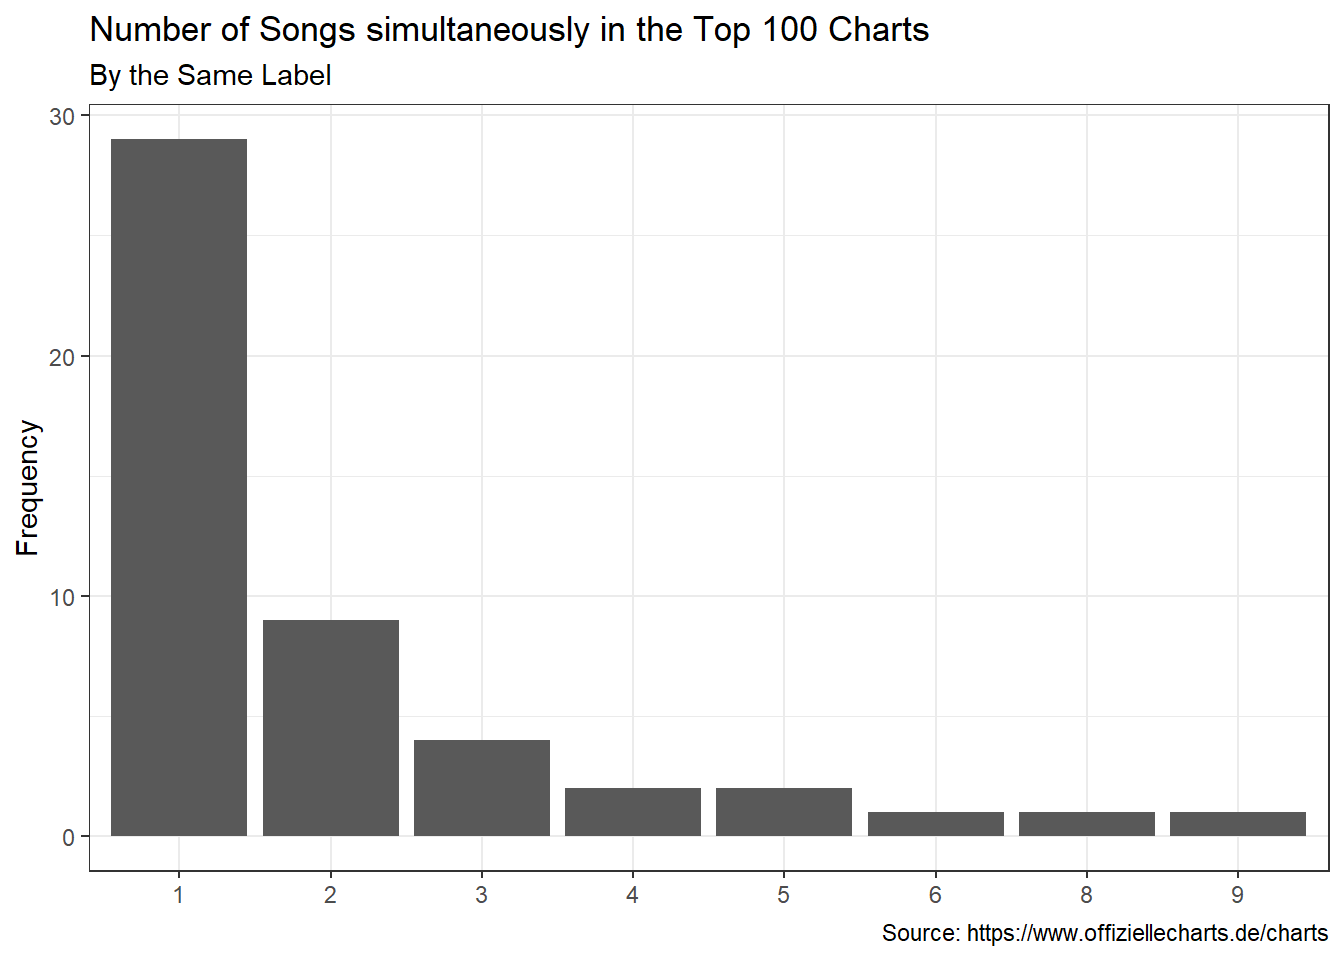 Number of Songs simultaneously in the Top 100 Charts
By the Same Label
30
20
10
0
Frequency
1 2 3 4 5 6 8 9
Source: https://www.offiziellecharts.de/charts